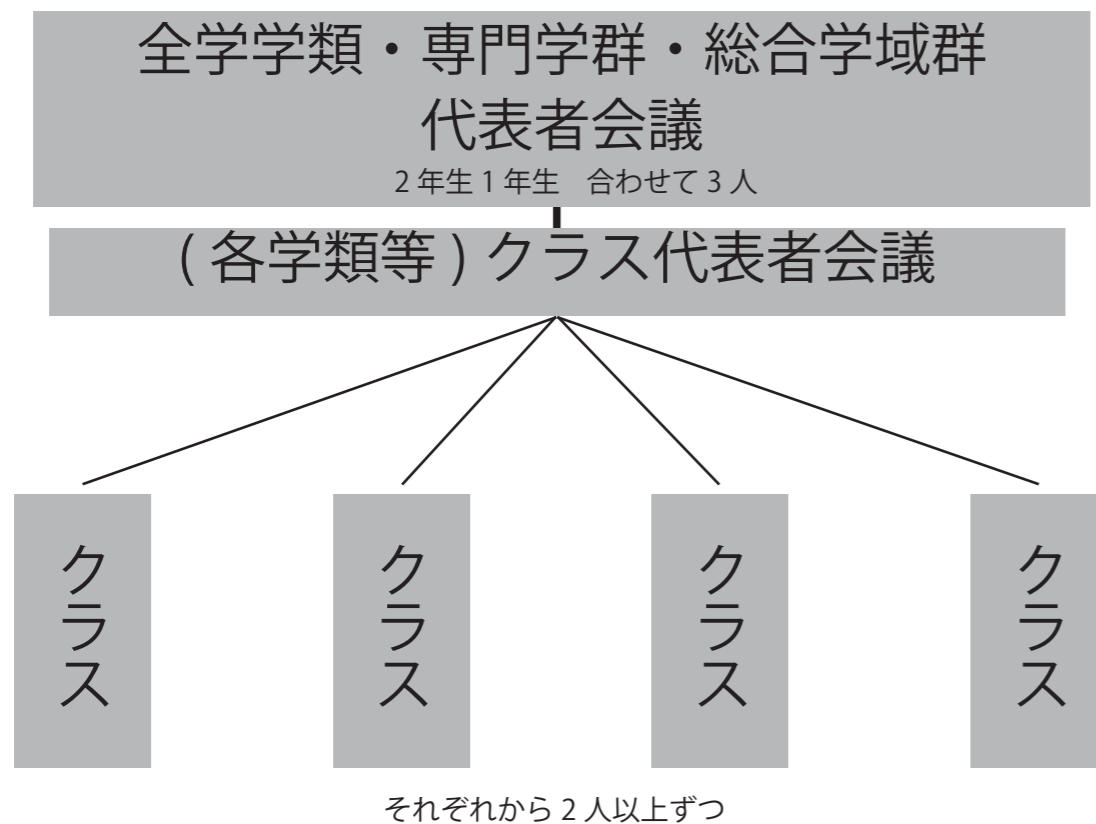 全学学類・専門学群・総合学域群
代表者会議
2年生1年生　合わせて3人
(各学類等)クラス代表者会議
クラス
クラス
クラス
クラス
それぞれから2人以上ずつ